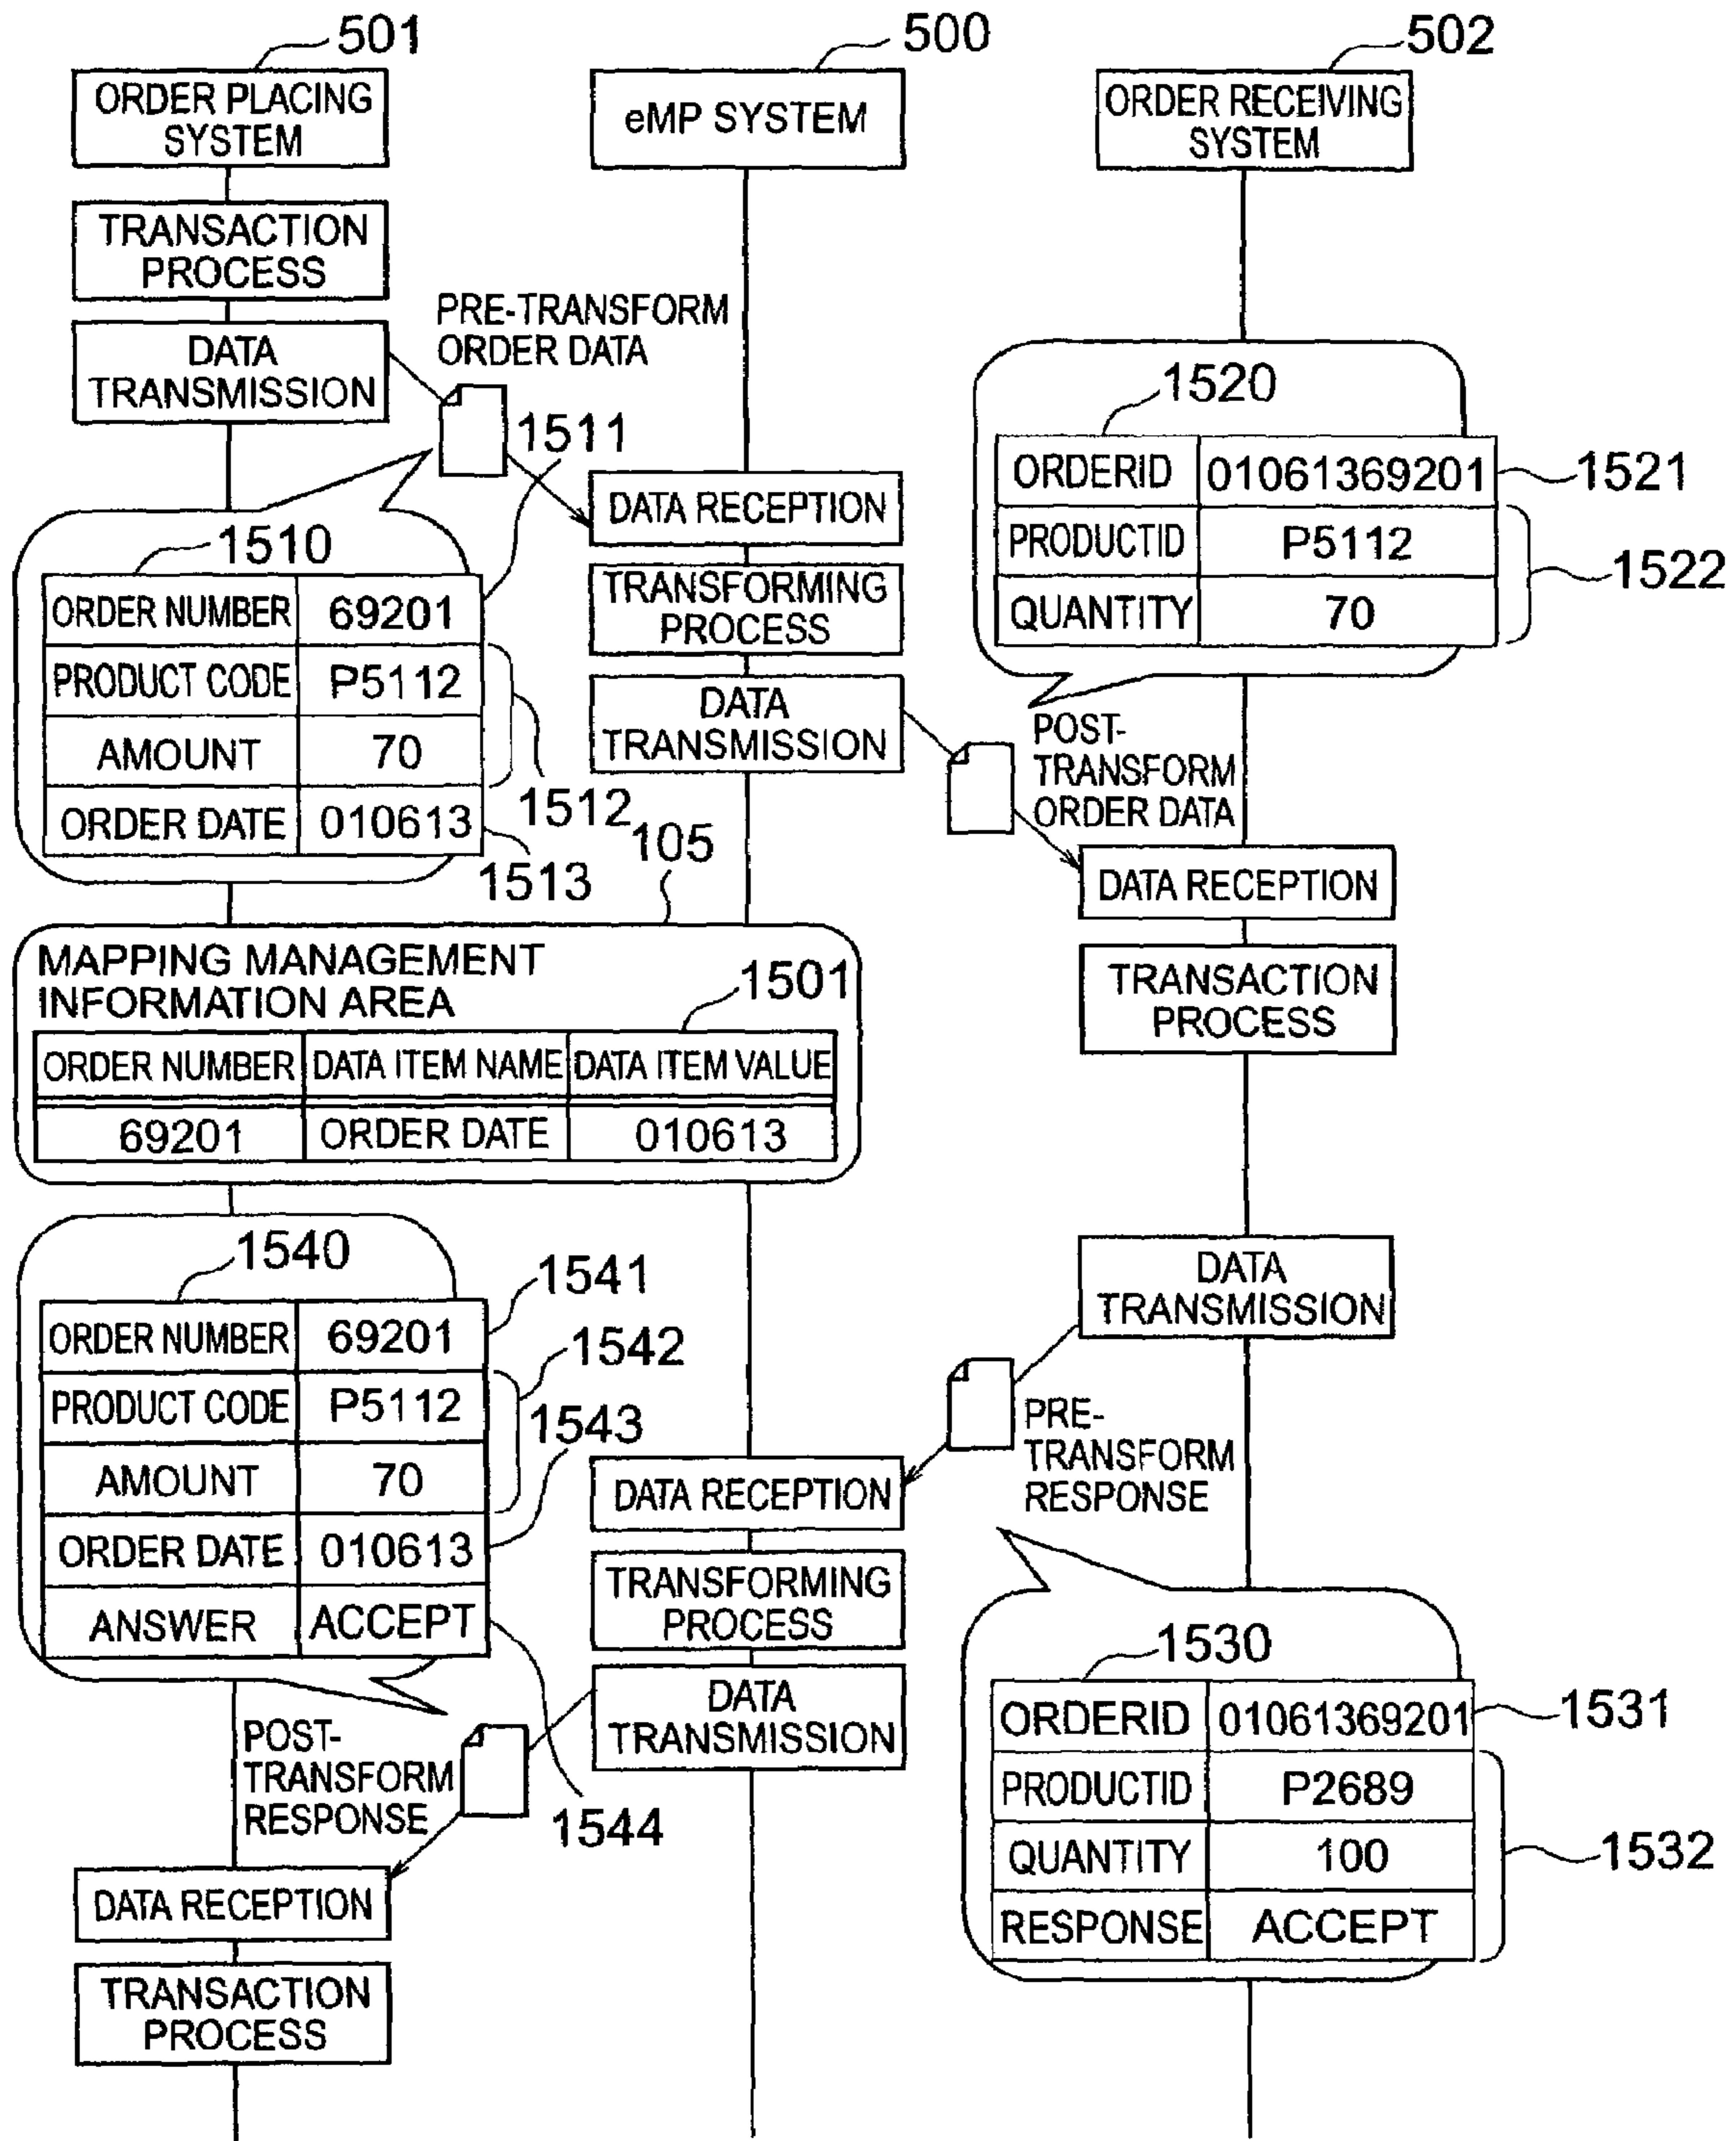 501
500
502
ORDER PLACING
SYSTEM
eMP SYSTEM
ORDER RECEIVING
SYSTEM
TRANSACTION
PROCESS
DATA
TRANSMISSION
PRE-TRANSFORM
ORDER DATA
1511
DATA RECEPTION
TRANSFORMING
PROCESS
DATA
TRANSMISSION
1520
ORDERID 01061369201
1521
PRODUCTID P5112
QUANTITY 70
1522
1510
ORDER NUMBER 69201
PRODUCT CODE P5112
AMOUNT 70
ORDER DATE 010613
1512
1513
POST-
TRANSFORM
ORDER DATA
DATA RECEPTION
TRANSACTION
PROCESS
105
MAPPING MANAGEMENT
INFORMATION AREA
1501
ORDER NUMBER DATA ITEM NAME DATA ITEM VALUE
69201 ORDER DATE 010613
DATA
TRANSMISSION
PRE-
TRANSFORM
RESPONSE
1540
1541
ORDER NUMBER 69201
1542
PRODUCT CODE P5112
1543
AMOUNT 70
ORDER DATE 010613
ANSWER ACCEPT
1544
DATA RECEPTION
TRANSFORMING
PROCESS
DATA
TRANSMISSION
1530
ORDERID 01061369201
1531
PRODUCTID P2689
QUANTITY 100
RESPONSE ACCEPT
1532
POST-
TRANSFORM
RESPONSE
DATA RECEPTION
TRANSACTION
PROCESS